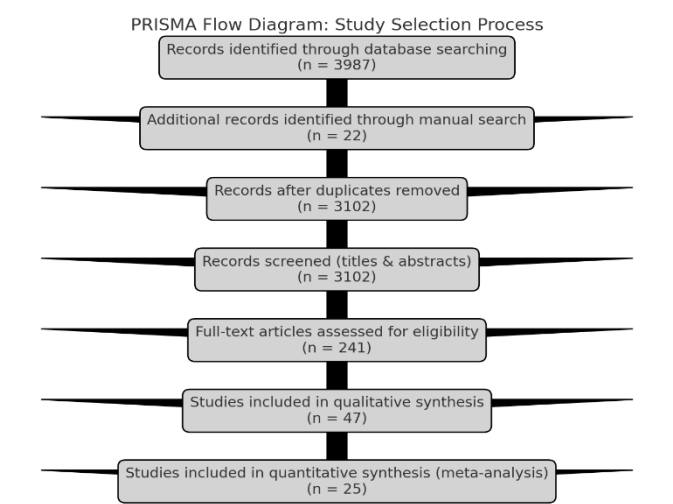 PRISMA Flow Diagram: Study Selection Process
Records identified through database searching
(n = 3987)
Additional records identified through manual search
(n = 22)
Records after duplicates removed
(n = 3102)
Records screened (titles & abstracts)
(n = 3102)
Full-text articles assessed for eligibility
(n = 241)
Studies included in qualitative synthesis
(n = 47)
Studies included in quantitative synthesis (meta-analysis)
(n = 25)